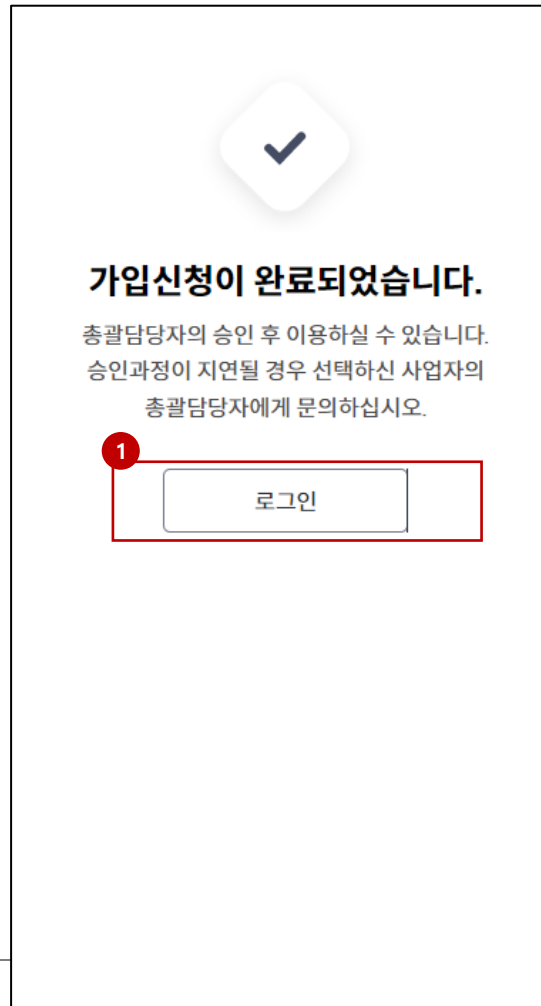 가입신청이 완료되었습니다.
총괄담당자의 승인 후 이용하실 수 있습니다.
승인과정이 지연될 경우 선택하신 사업자의
총괄담당자에게 문의하십시오.
1
로그인